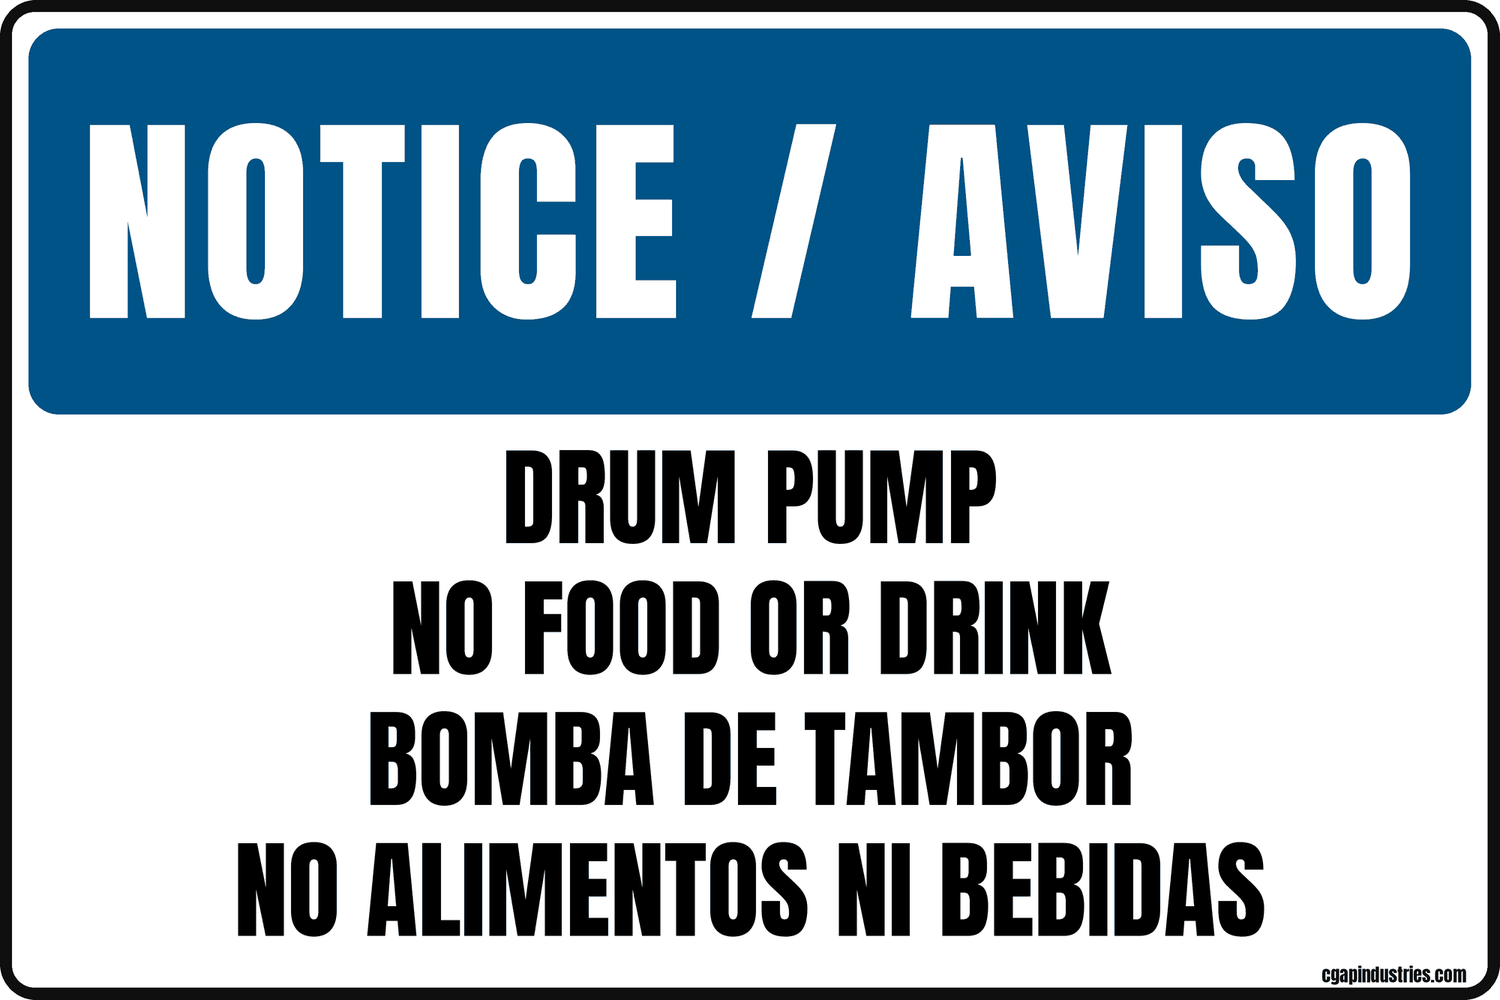 NOTICE / AVISO
DRUM PUMP
NO FOOD OR DRINK
BOMBA DE TAMBOR
NO ALIMENTOS NI BEBIDAS
cgapindustries.com